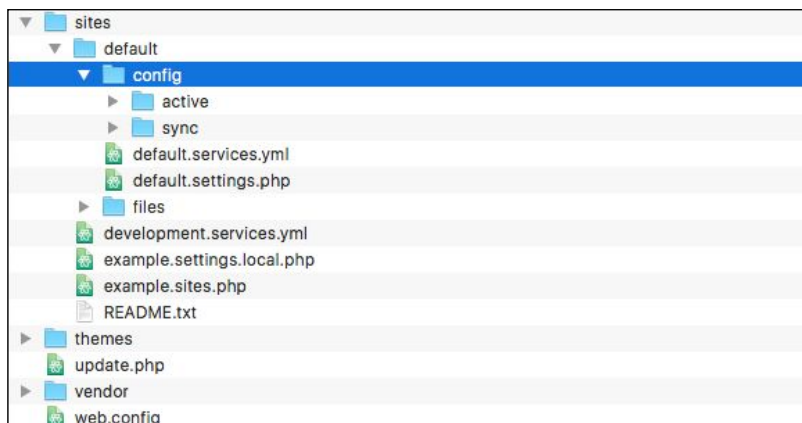 sites
default
config
active
sync
default.services.yml
default.settings.php
files
development.services.yml
example.settings.local.php
example.sites.php
README.txt
themes
update.php
vendor
web.config